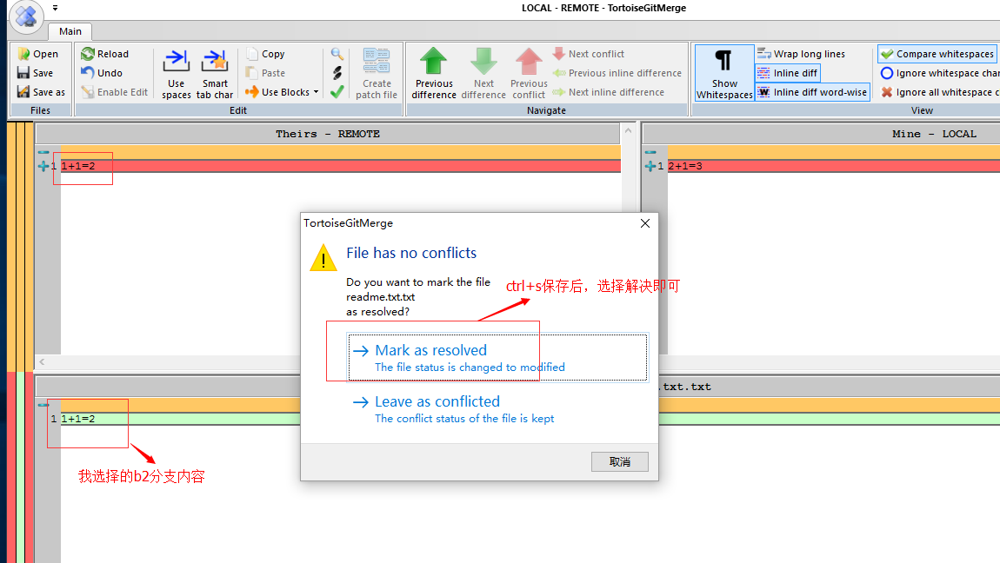 LOCAL - REMOTE - TortoiseGitMerge
Main
Open
Save
Save as
Files
Reload
Undo
Enable Edit
Use spaces
Smart tab char
Copy
Paste
Use Blocks
Create patch file
Edit
Previous difference
Next difference
Previous conflict
Next conflict
Previous inline difference
Next inline difference
Navigate
Show Whitespaces
Wrap long lines
Inline diff
Inline diff word-wise
Compare whitespaces
Ignore whitespace char
Ignore all whitespace c
View
Theirs - REMOTE
Mine - LOCAL
1 1+1=2
1 2+1=3
TortoiseGitMerge
File has no conflicts
Do you want to mark the file
readme.txt.txt
as resolved?
ctrl+s保存后，选择解决即可
Mark as resolved
The file status is changed to modified
Leave as conflicted
The conflict status of the file is kept
取消
.txt.txt
1 1+1=2
我选择的b2分支内容